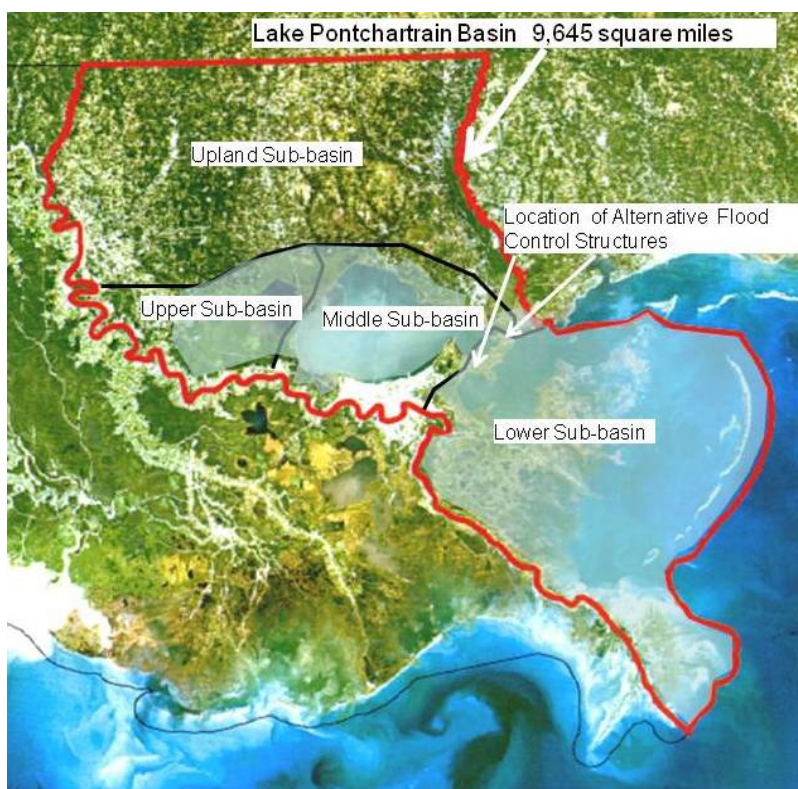 Lake Pontchartrain Basin 9,645 square miles
Upland Sub-basin
Location of Alternative Flood
Control Structures
Upper Sub-basin
Middle Sub-basin
Lower Sub-basin